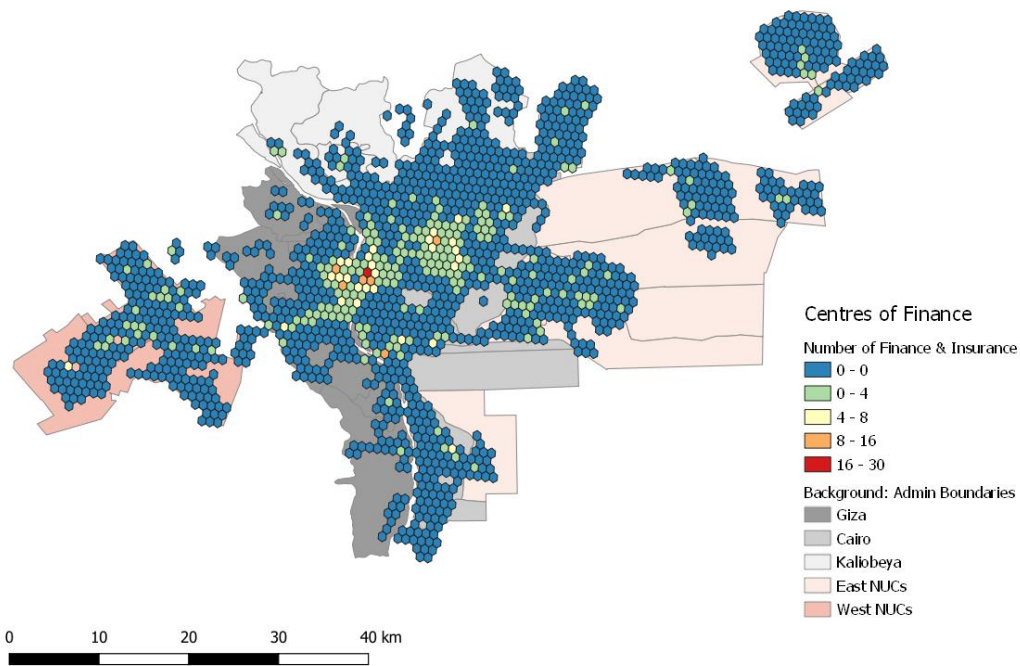 Centres of Finance
Number of Finance & Insurance
0 - 0
0 - 4
4 - 8
8 - 16
16 - 30
Background: Admin Boundaries
Giza
Cairo
Kaliobeya
East NUCs
West NUCs
0 10 20 30 40 km